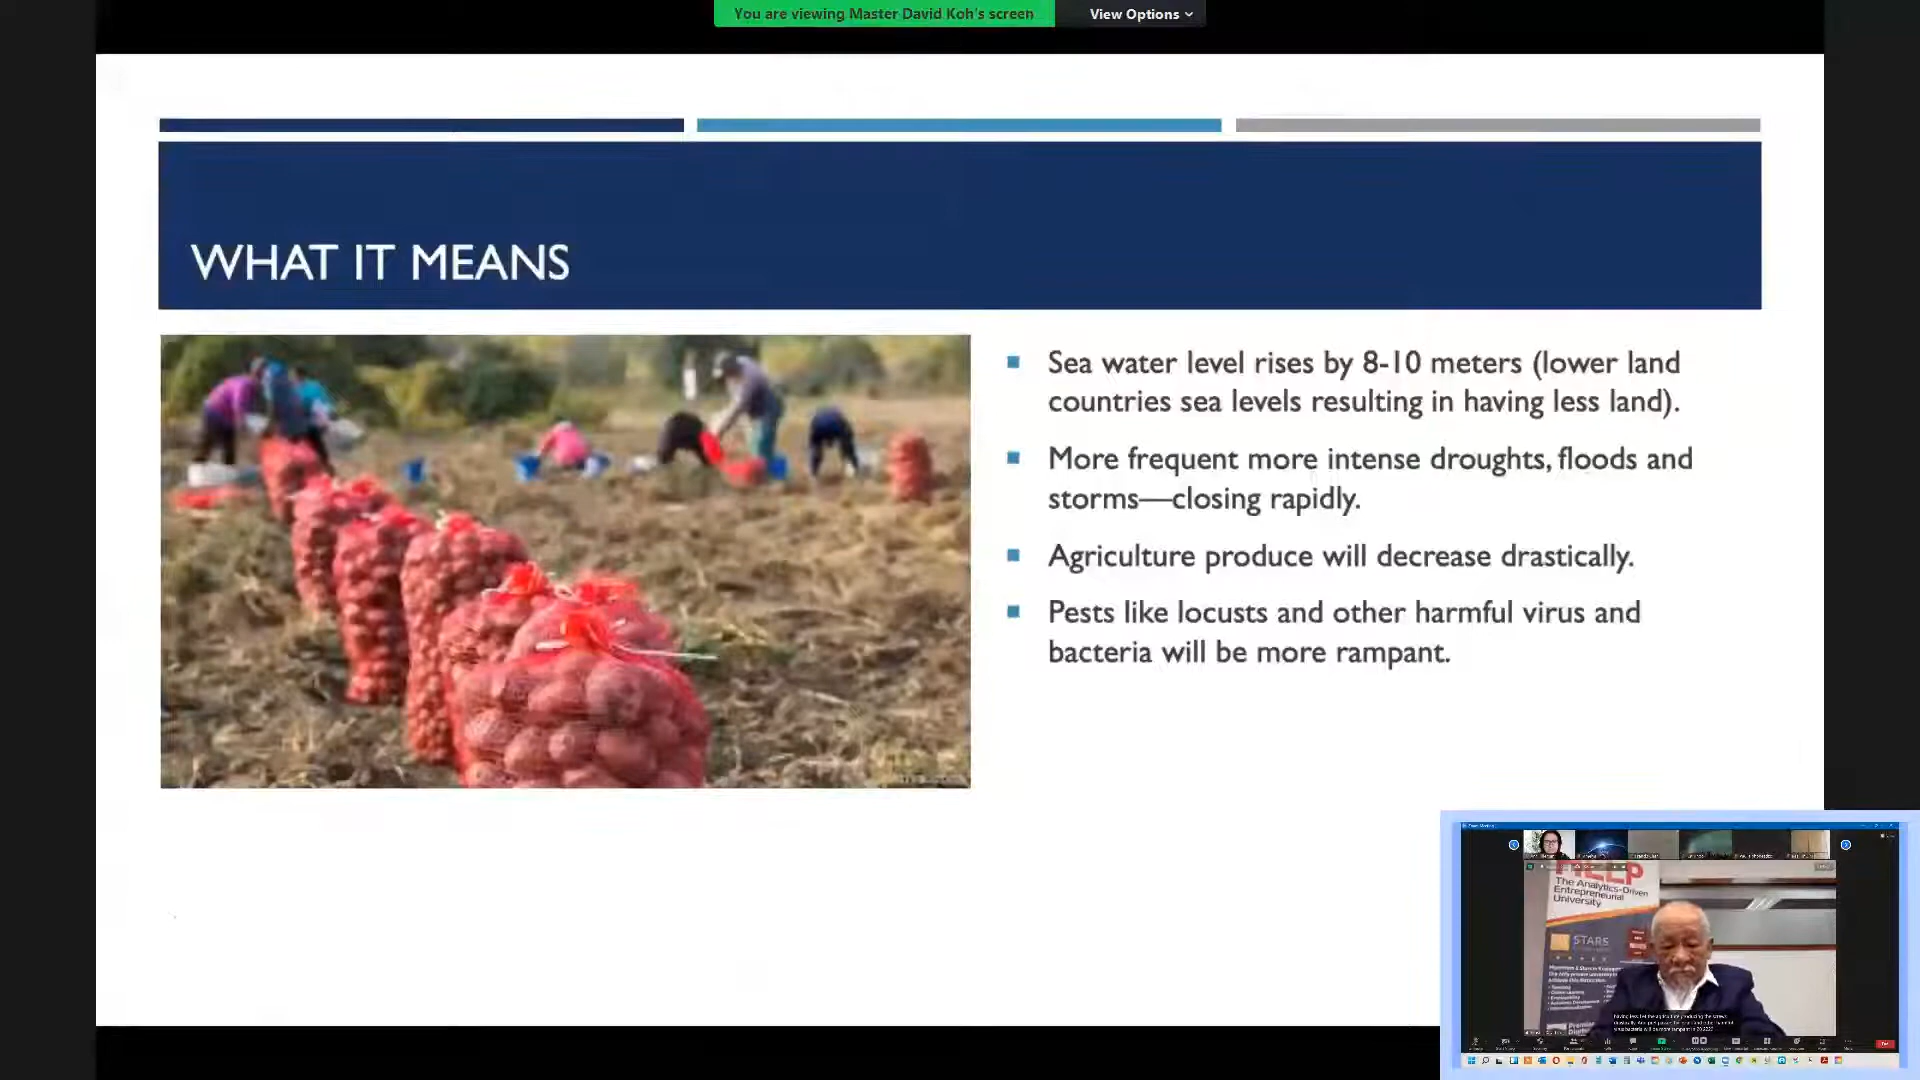 You are viewing Master David Koh's screen
View Options
WHAT IT MEANS
Sea water level rises by 8-10 meters (lower land
countries sea levels resulting in having less land).
More frequent more intense droughts, floods and
storms—closing rapidly.
Agriculture produce will decrease drastically.
Pests like locusts and other harmful virus and
bacteria will be more rampant.
HELP
The Analytics-Driven
Entrepreneurial
University
STARS